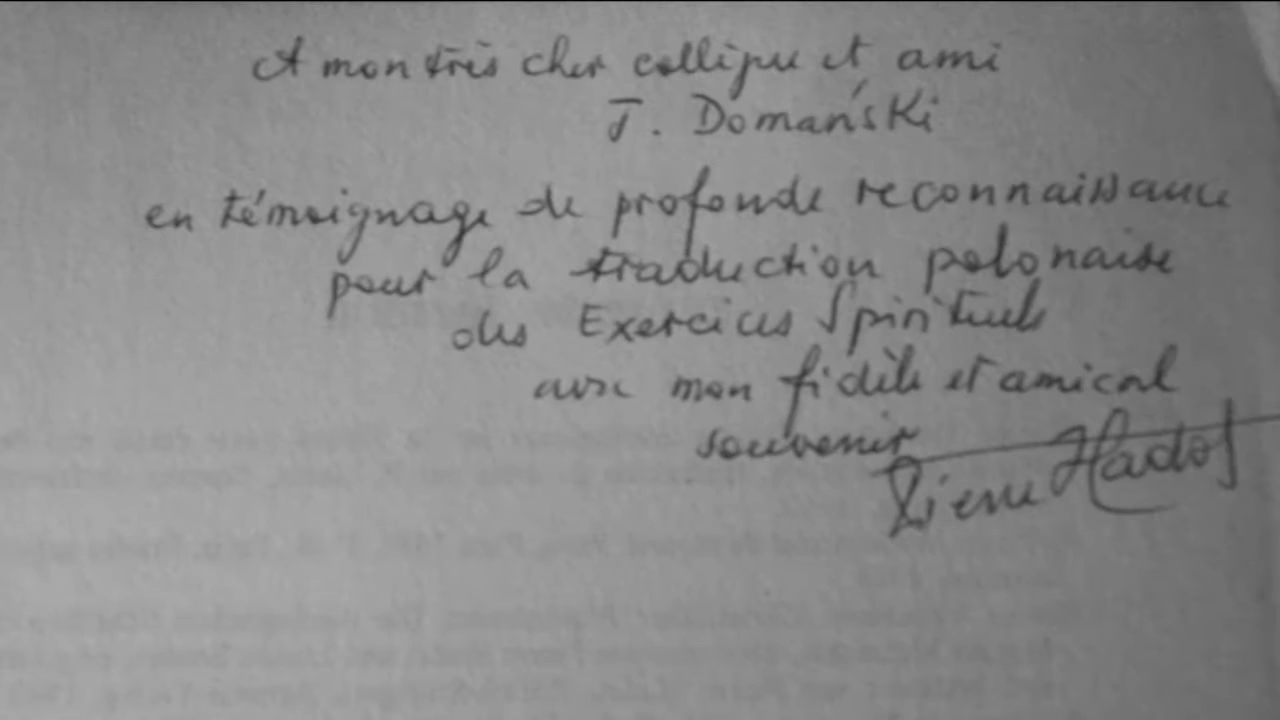 A mon très cher collègue et ami
J. Domański
en témoignage de profonde reconnaissance
pour la traduction polonaise
des Exercices Spirituels
avec mon fidèle et amical
souvenir
Pierre Hadot